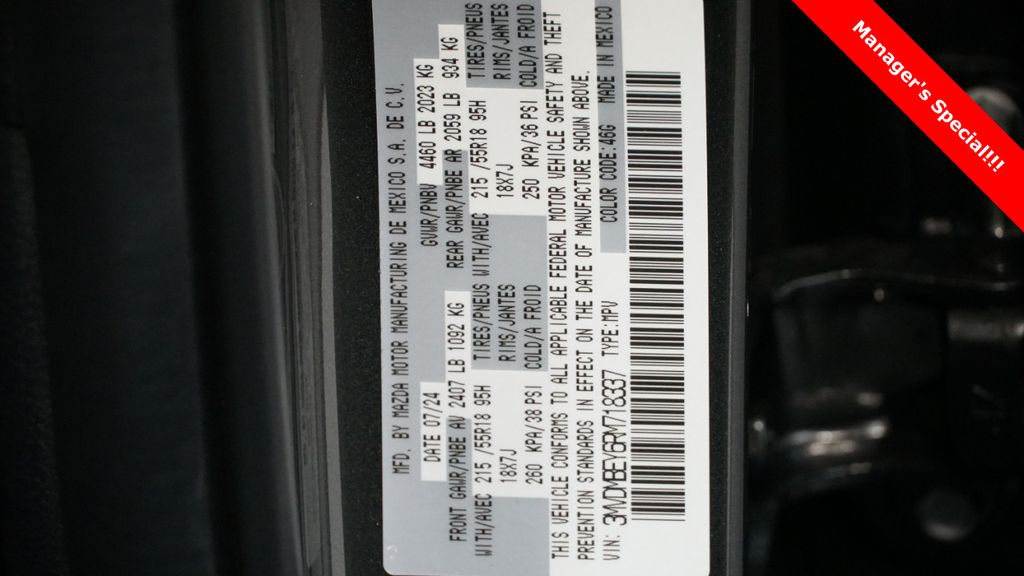 MFD. BY MAZDA MOTOR MANUFACTURING DE MEXICO S.A. DE C.V.
DATE 07/24 GVWR/PNBV 4460 LB 2023 KG
FRONT GAWR/PNBE AV 2407 LB 1092 KG REAR GAWR/PNBE AR 2059 LB 934 KG
WITH/AVEC 215 /55R18 95H TIRES/PNEUS WITH/AVEC 215 /55R18 95H TIRES/PNEUS
18X7J RIMS/JANTES 18X7J RIMS/JANTES
260 KPA/38 PSI COLD/A FROID 250 KPA/36 PSI COLD/A FROID
THIS VEHICLE CONFORMS TO ALL APPLICABLE FEDERAL MOTOR VEHICLE SAFETY AND THEFT
PREVENTION STANDARDS IN EFFECT ON THE DATE OF MANUFACTURE SHOWN ABOVE.
VIN: 3MVDMBEY6RM718337 TYPE:MPV COLOR CODE:46G MADE IN MEXICO
Manager's Special!!!